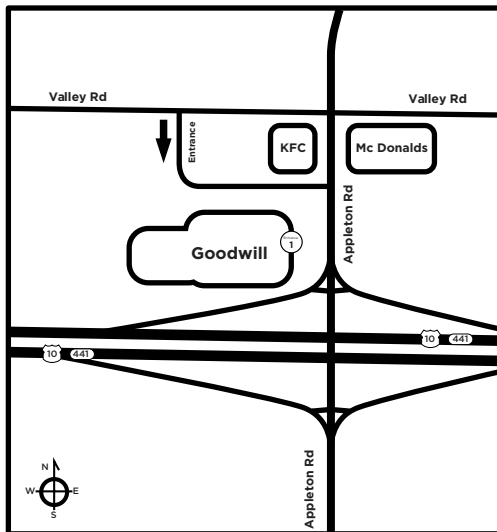 Valley Rd
Valley Rd
Entrance
KFC
Mc Donalds
Appleton Rd
Goodwill
1
10 441
10 441
Appleton Rd
N
W E
S